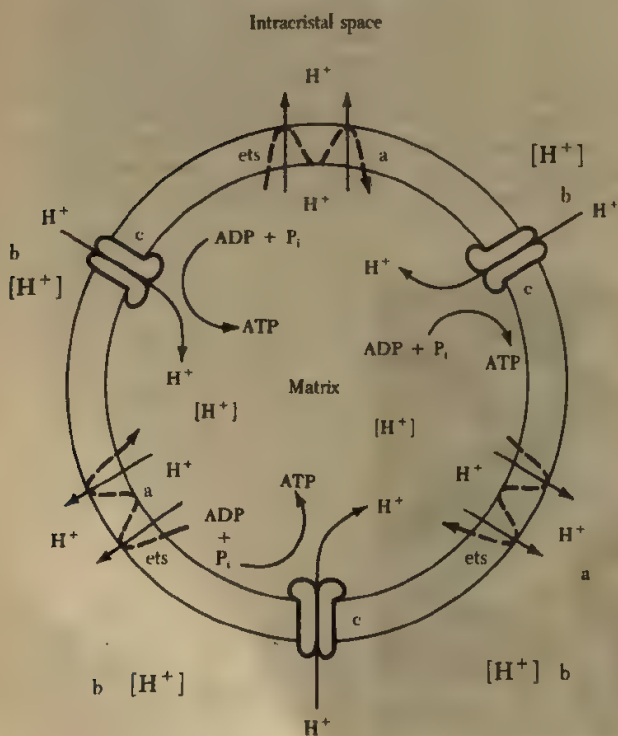 Intracristal space
H⁺
ets
a
[H⁺]
H⁺
b
H⁺
H⁺
b
c
ADP + Pᵢ
[H⁺]
H⁺
c
ATP
ADP + Pᵢ
ATP
H⁺
Matrix
[H⁺]
[H⁺]
H⁺
H⁺
ATP
a
H⁺
ADP
+
Pᵢ
H⁺
ets
ets
H⁺
a
c
b [H⁺]
[H⁺] b
H⁺